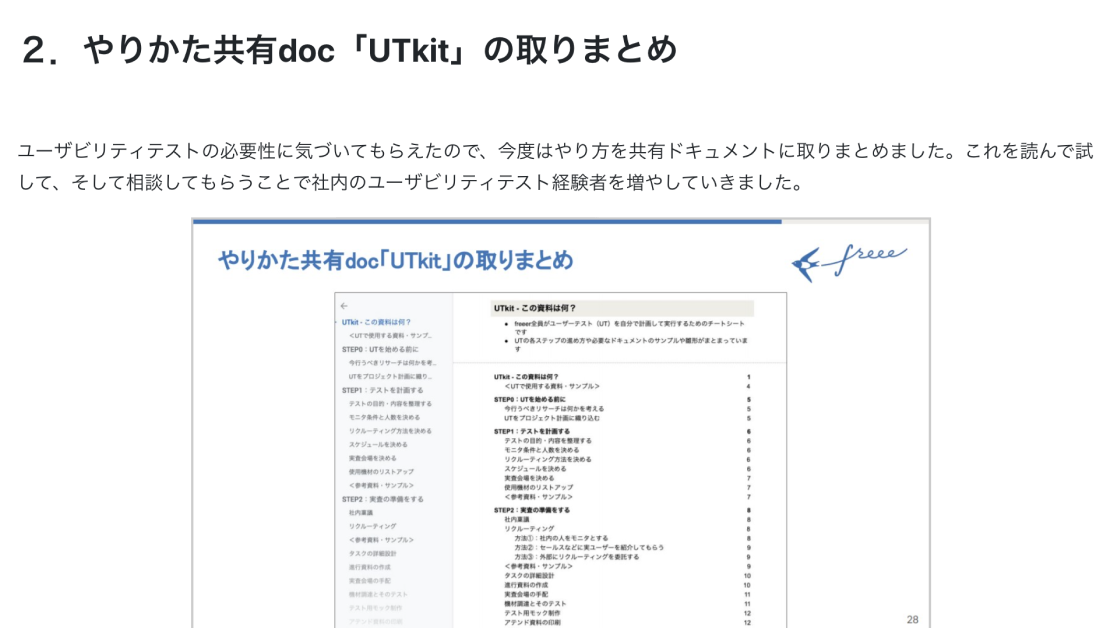 ２．やりかた共有doc「UTkit」の取りまとめ
ユーザビリティテストの必要性に気づいてもらえたので、今度はやり方を共有ドキュメントに取りまとめました。これを読んで試
して、そして相談してもらうことで社内のユーザビリティテスト経験者を増やしていきました。
やりかた共有doc「UTkit」の取りまとめ
freee
←
UTkit - この資料は何？
＜UTで使用する資料・サンプ...
STEP0：UTを始める前に
今行うべきリサーチは何かを考...
UTをプロジェクト計画に織り...
STEP1：テストを計画する
テストの目的・内容を整理する
モニタ条件と人数を決める
リクルーティング方法を決める
スケジュールを決める
実査会場を決める
使用機材のリストアップ
＜参考資料・サンプル＞
STEP2：実査の準備をする
社内稟議
リクルーティング
＜参考資料・サンプル＞
タスクの詳細設計
進行資料の作成
実査会場の手配
機材調達とそのテスト
テスト用モック制作
アテンド資料の印刷
UTkit - この資料は何？
• freeer全員がユーザーテスト（UT）を自分で計画して実行するためのチートシート
です
• UTの各ステップの進め方や必要なドキュメントのサンプルや雛形がまとまっていま
す
UTkit - この資料は何？ 1
＜UTで使用する資料・サンプル＞ 4
STEP0：UTを始める前に 5
今行うべきリサーチは何かを考える 5
UTをプロジェクト計画に織り込む 5
STEP1：テストを計画する 6
テストの目的・内容を整理する 6
モニタ条件と人数を決める 6
リクルーティング方法を決める 6
スケジュールを決める 6
実査会場を決める 7
使用機材のリストアップ 7
＜参考資料・サンプル＞ 7
STEP2：実査の準備をする 8
社内稟議 8
リクルーティング 8
方法①：社内の人をモニタとする 8
方法②：セールスなどに実ユーザーを紹介してもらう 9
方法③：外部にリクルーティングを委託する 9
＜参考資料・サンプル＞ 9
タスクの詳細設計 10
進行資料の作成 10
実査会場の手配 11
機材調達とそのテスト 11
テスト用モック制作 12
アテンド資料の印刷 12
28